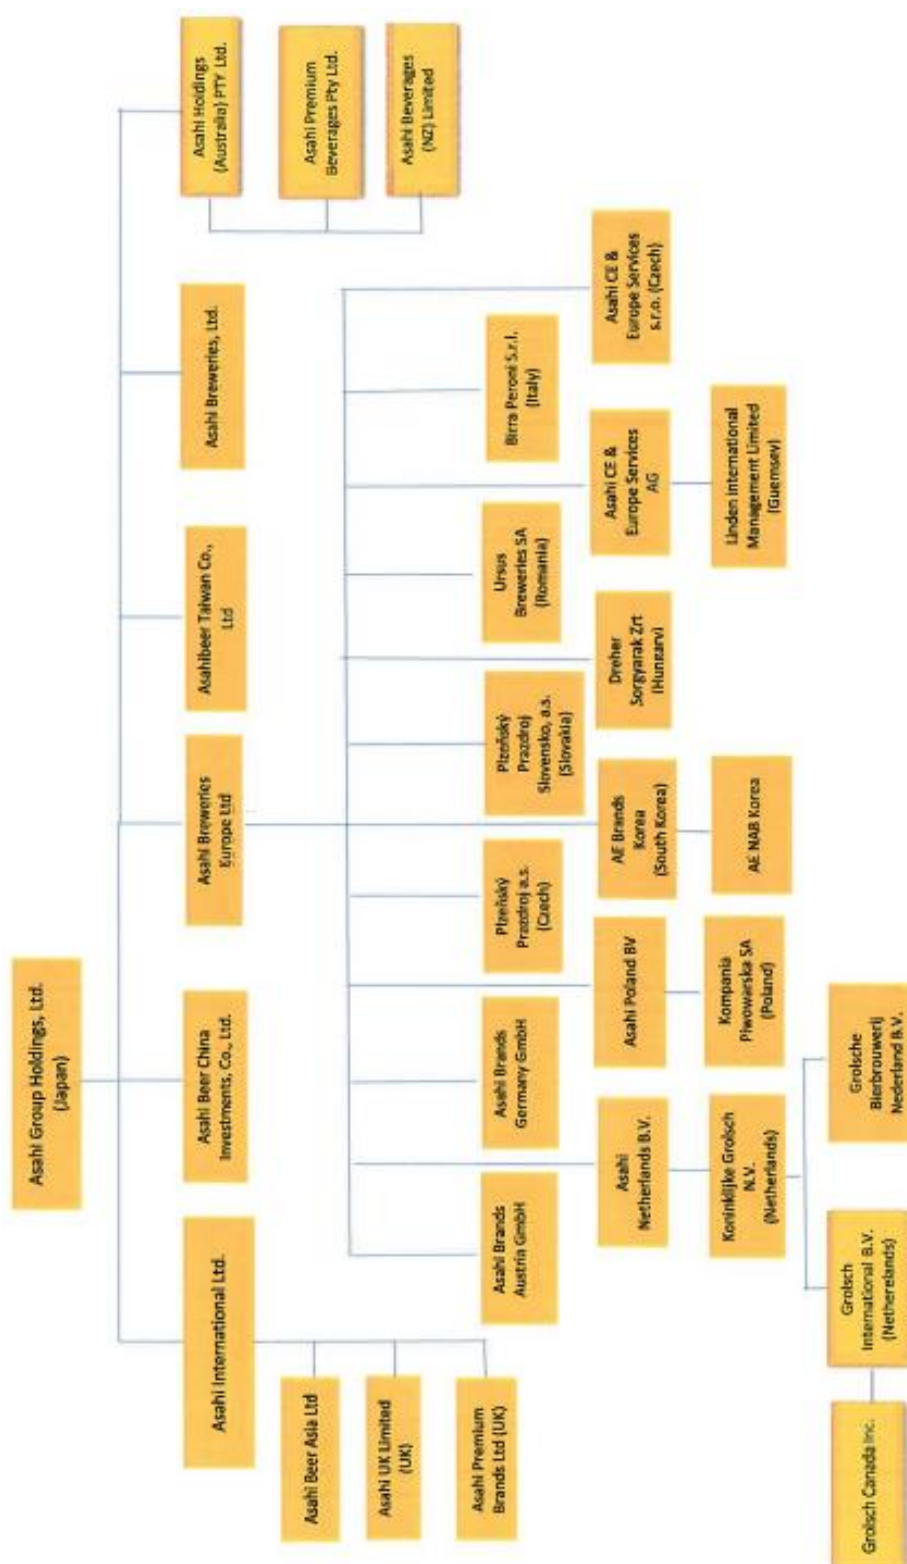 Asahi Group Holdings, Ltd.
(Japan)
Asahi International Ltd.
Asahi Beer China
Investments, Co., Ltd.
Asahi Breweries
Europe Ltd
Asahibeer Taiwan Co.,
Ltd
Asahi Breweries, Ltd.
Asahi Holdings
(Australia) PTY Ltd.
Asahi Beer Asia Ltd
Asahi UK Limited
(UK)
Asahi Premium
Brands Ltd (UK)
Asahi Premium
Beverages Pty Ltd.
Asahi Beverages
(NZ) Limited
Asahi Brands
Austria GmbH
Asahi Brands
Germany GmbH
Plzeňský
Prazdroj a.s.
(Czech)
Plzeňský
Prazdroj
Slovensko, a.s.
(Slovakia)
Ursus
Breweries SA
(Romania)
Birra Peroni S.r.l.
(Italy)
Asahi
Netherlands B.V.
Asahi Poland BV
AE Brands
Korea
(South Korea)
Dreher
Sorgyarak Zrt
(Hungary)
Asahi CE &
Europe Services
AG
Asahi CE &
Europe Services
s.r.o. (Czech)
Koninklijke Grolsch
N.V.
(Netherlands)
Kompania
Piwowarska SA
(Poland)
AE NAB Korea
Linden International
Management Limited
(Guernsey)
Grolsch Canada Inc.
Grolsch
International B.V.
(Netherelands)
Grolsche
Bierbrouwerij
Nederland B.V.